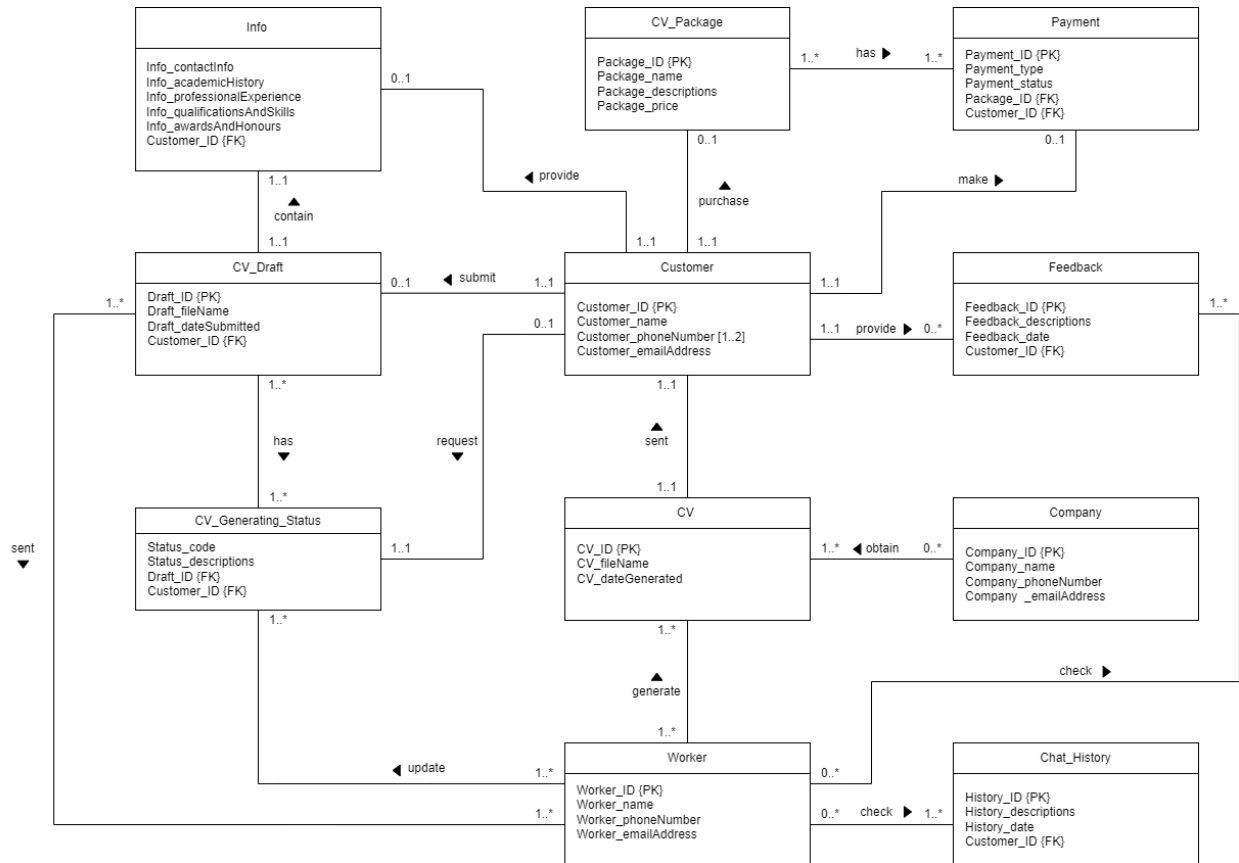 Info
Info_contactInfo
Info_academicHistory
Info_professionalExperience
Info_qualificationsAndSkills
Info_awardsAndHonours
Customer_ID {FK}
CV_Package
Package_ID {PK}
Package_name
Package_descriptions
Package_price
1..*
has
1..*
Payment
Payment_ID {PK}
Payment_type
Payment_status
Package_ID {FK}
Customer_ID {FK}
0..1
1..1
contain
1..1
provide
1..1
0..1
purchase
1..1
0..1
make
1..1
CV_Draft
Draft_ID {PK}
Draft_fileName
Draft_dateSubmitted
Customer_ID {FK}
1..*
0..1
submit
1..1
0..1
Customer
Customer_ID {PK}
Customer_name
Customer_phoneNumber [1..2]
Customer_emailAddress
1..1
provide
0..*
Feedback
Feedback_ID {PK}
Feedback_descriptions
Feedback_date
Customer_ID {FK}
1..*
1..*
has
1..*
request
1..1
sent
1..1
sent
CV_Generating_Status
Status_code
Status_descriptions
Draft_ID {FK}
Customer_ID {FK}
1..1
CV
CV_ID {PK}
CV_fileName
CV_dateGenerated
1..*
obtain
0..*
Company
Company_ID {PK}
Company_name
Company_phoneNumber
Company _emailAddress
1..*
update
1..*
1..*
1..*
generate
1..*
check
0..*
Worker
Worker_ID {PK}
Worker_name
Worker_phoneNumber
Worker_emailAddress
0..*
check
1..*
Chat_History
History_ID {PK}
History_descriptions
History_date
Customer_ID {FK}